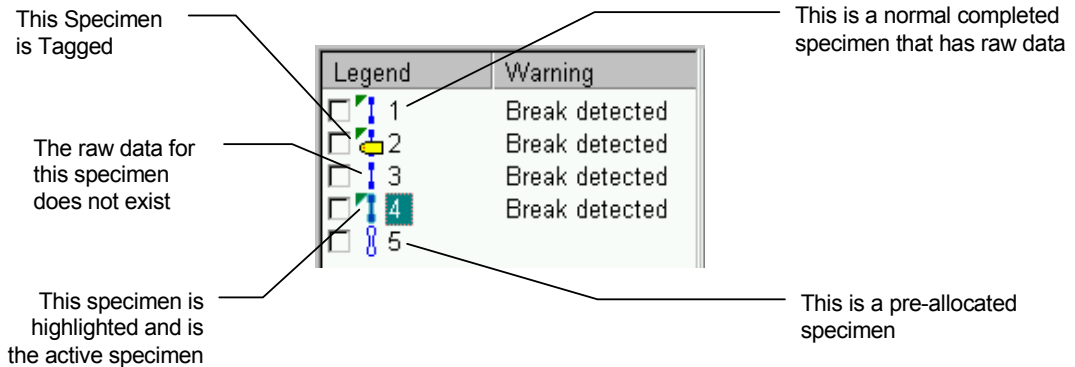 This Specimen
is Tagged
This is a normal completed
specimen that has raw data
Legend Warning
1 Break detected
2 Break detected
3 Break detected
4 Break detected
5
The raw data for
this specimen
does not exist
This specimen is
highlighted and is
the active specimen
This is a pre-allocated
specimen